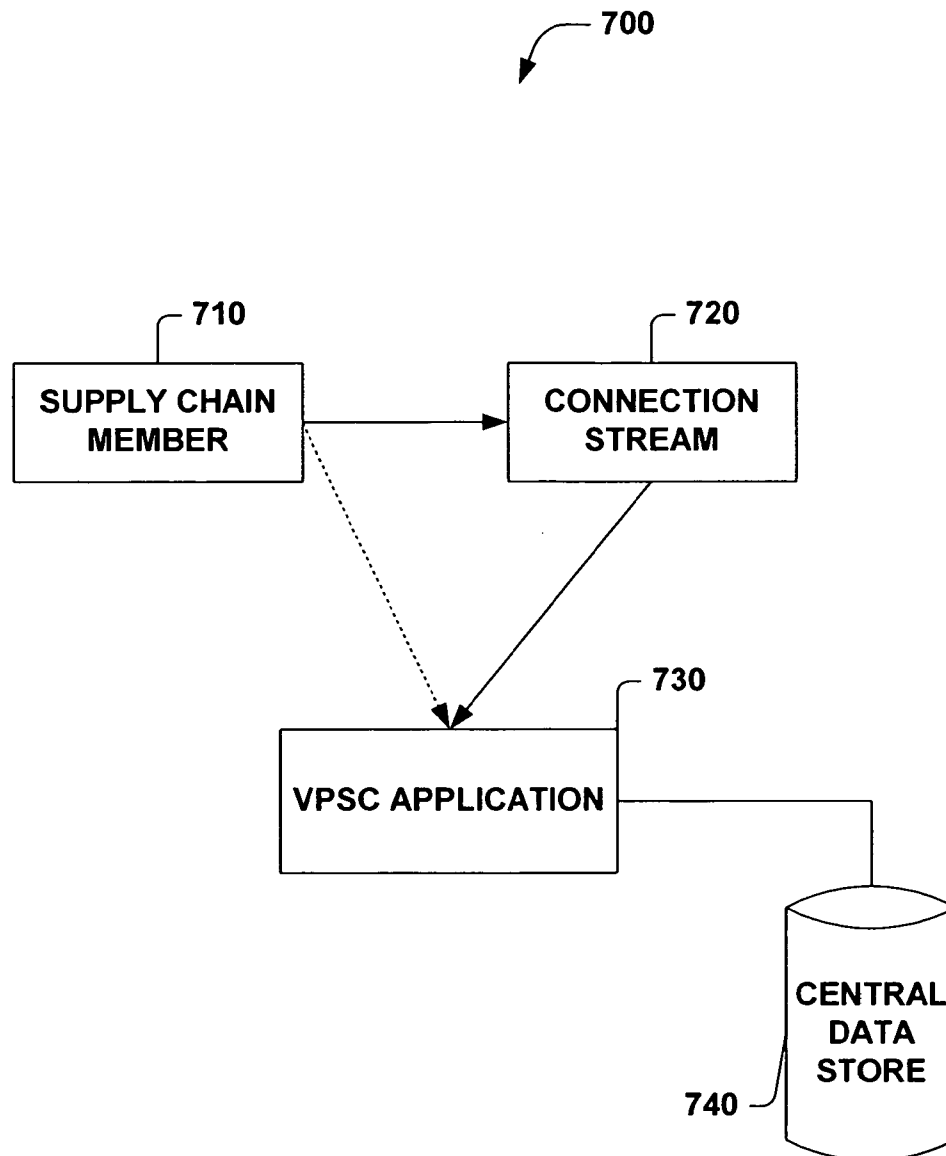 700
710
720
SUPPLY CHAIN
MEMBER
CONNECTION
STREAM
730
VPSC APPLICATION
CENTRAL
DATA
STORE
740